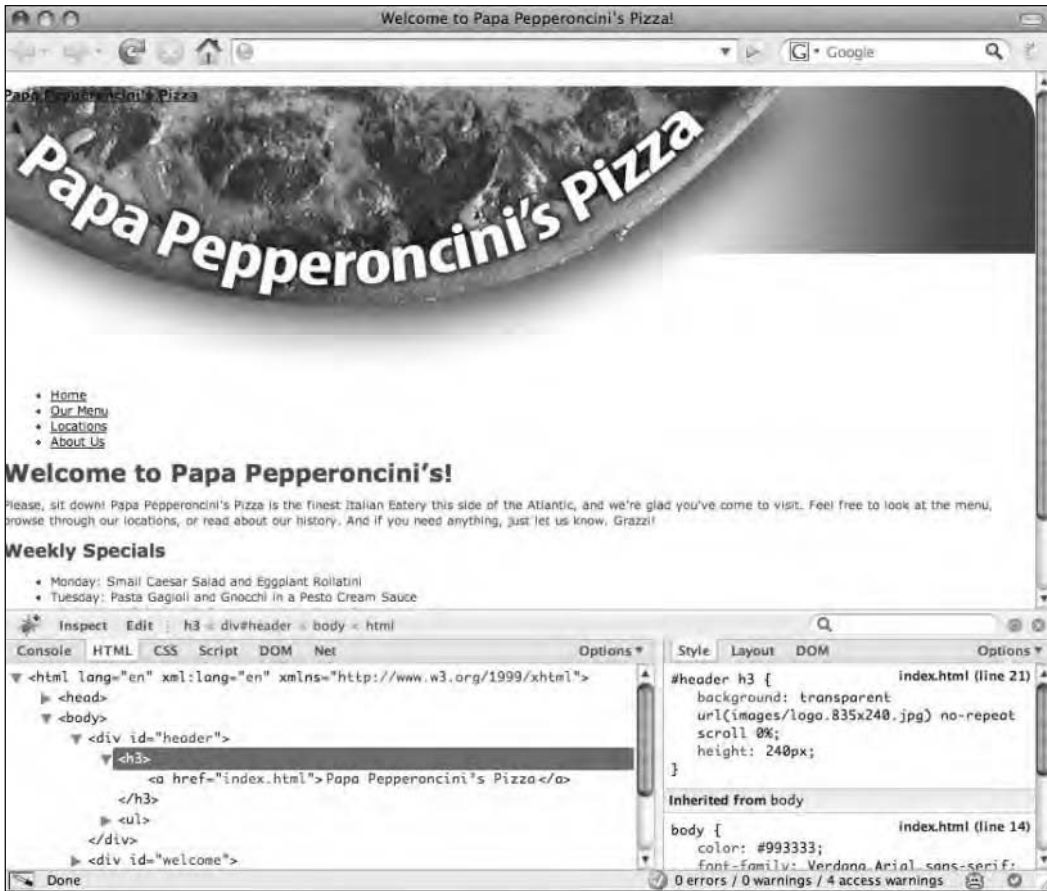 Welcome to Papa Pepperoncini's Pizza!
G Google
Papa Pepperoncini's Pizza
Papa Pepperoncini's Pizza
• Home
• Our Menu
• Locations
• About Us
Welcome to Papa Pepperoncini's!
Please, sit down! Papa Pepperoncini's Pizza is the finest Italian Eatery this side of the Atlantic, and we're glad you've come to visit. Feel free to look at the menu,
browse through our locations, or read about our history. And if you need anything, just let us know. Grazzi!
Weekly Specials
• Monday: Small Caesar Salad and Eggplant Rollatini
• Tuesday: Pasta Gagioli and Gnocchi in a Pesto Cream Sauce
Inspect Edit h3 < div#header < body < html
Console HTML CSS Script DOM Net Options
Style Layout DOM Options
<html lang="en" xml:lang="en" xmlns="http://www.w3.org/1999/xhtml">
<head>
<body>
<div id="header">
<h3>
<a href="index.html">Papa Pepperoncini's Pizza</a>
</h3>
<ul>
</div>
<div id="welcome">
#header h3 { index.html (line 21)
background: transparent
url(images/logo.835x240.jpg) no-repeat
scroll 0%;
height: 240px;
}
Inherited from body
body { index.html (line 14)
color: #993333;
font-family: Verdana,Arial,sans-serif;
Done
0 errors / 0 warnings / 4 access warnings